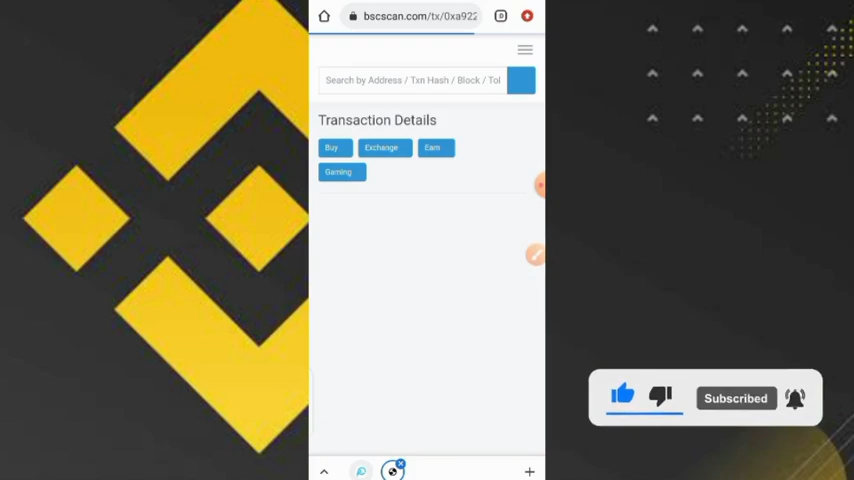 bscscan.com/tx/0xa922
Search by Address / Txn Hash / Block / Tol
Transaction Details
Buy
Exchange
Earn
Gaming
Subscribed